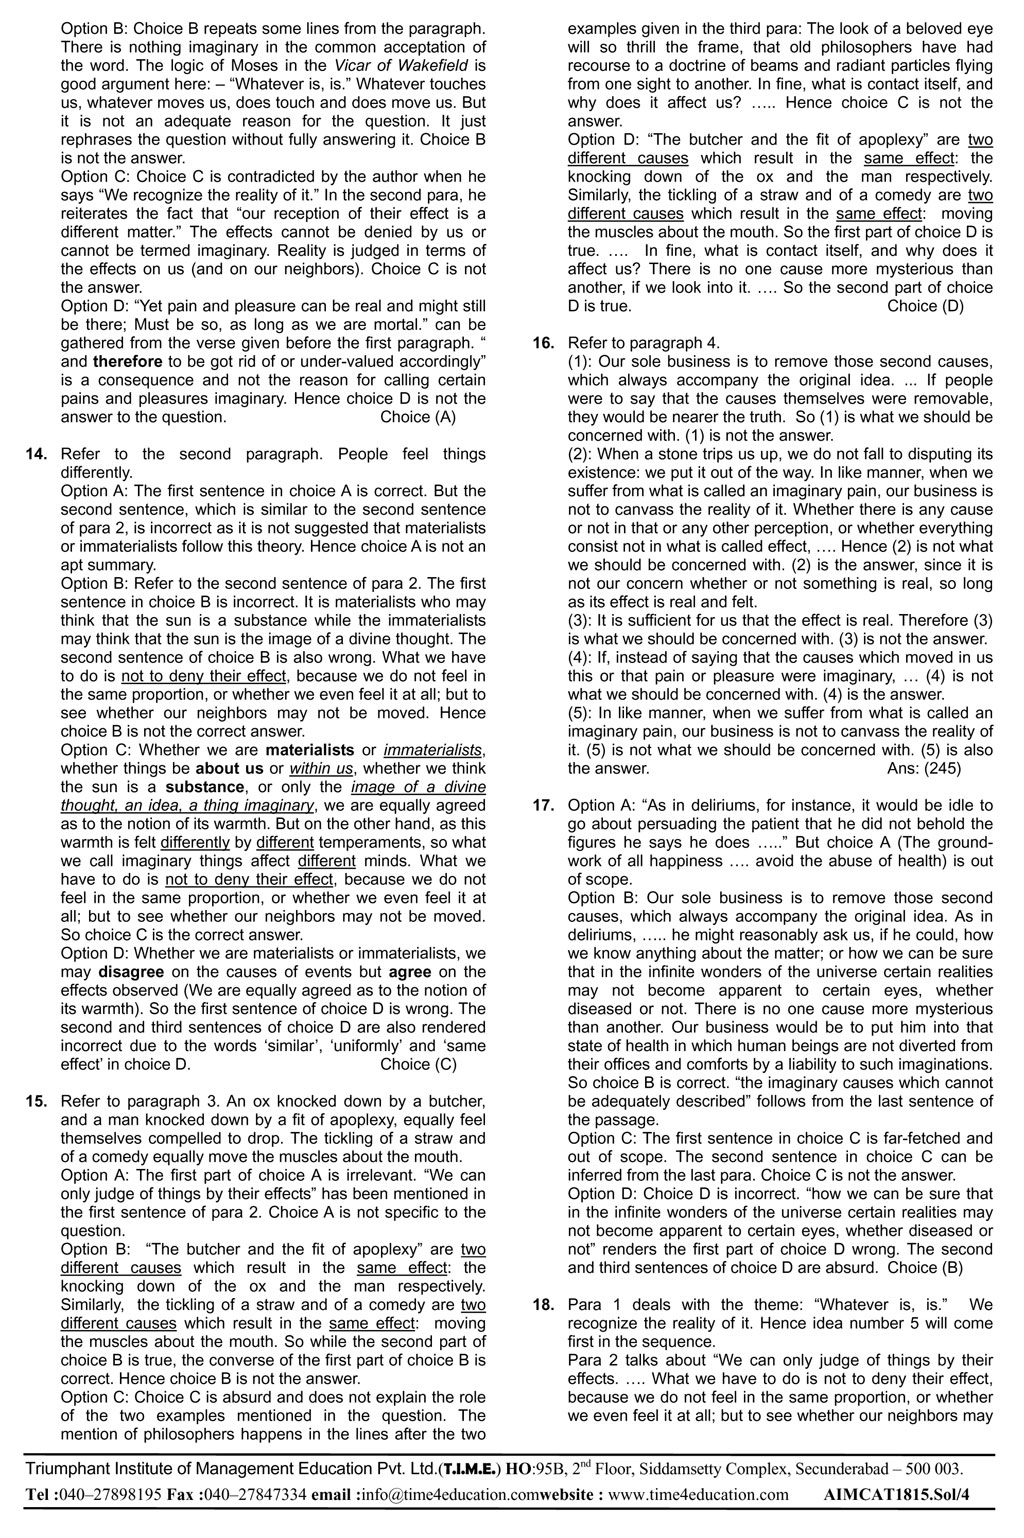 Option B: Choice B repeats some lines from the paragraph.
There is nothing imaginary in the common acceptation of
the word. The logic of Moses in the Vicar of Wakefield is
good argument here: – “Whatever is, is.” Whatever touches
us, whatever moves us, does touch and does move us. But
it is not an adequate reason for the question. It just
rephrases the question without fully answering it. Choice B
is not the answer.
Option C: Choice C is contradicted by the author when he
says “We recognize the reality of it.” In the second para, he
reiterates the fact that “our reception of their effect is a
different matter.” The effects cannot be denied by us or
cannot be termed imaginary. Reality is judged in terms of
the effects on us (and on our neighbors). Choice C is not
the answer.
Option D: “Yet pain and pleasure can be real and might still
be there; Must be so, as long as we are mortal.” can be
gathered from the verse given before the first paragraph. “
and therefore to be got rid of or under-valued accordingly”
is a consequence and not the reason for calling certain
pains and pleasures imaginary. Hence choice D is not the
answer to the question. Choice (A)
14. Refer to the second paragraph. People feel things
differently.
Option A: The first sentence in choice A is correct. But the
second sentence, which is similar to the second sentence
of para 2, is incorrect as it is not suggested that materialists
or immaterialists follow this theory. Hence choice A is not an
apt summary.
Option B: Refer to the second sentence of para 2. The first
sentence in choice B is incorrect. It is materialists who may
think that the sun is a substance while the immaterialists
may think that the sun is the image of a divine thought. The
second sentence of choice B is also wrong. What we have
to do is not to deny their effect, because we do not feel in
the same proportion, or whether we even feel it at all; but to
see whether our neighbors may not be moved. Hence
choice B is not the correct answer.
Option C: Whether we are materialists or immaterialists,
whether things be about us or within us, whether we think
the sun is a substance, or only the image of a divine
thought, an idea, a thing imaginary, we are equally agreed
as to the notion of its warmth. But on the other hand, as this
warmth is felt differently by different temperaments, so what
we call imaginary things affect different minds. What we
have to do is not to deny their effect, because we do not
feel in the same proportion, or whether we even feel it at
all; but to see whether our neighbors may not be moved.
So choice C is the correct answer.
Option D: Whether we are materialists or immaterialists, we
may disagree on the causes of events but agree on the
effects observed (We are equally agreed as to the notion of
its warmth). So the first sentence of choice D is wrong. The
second and third sentences of choice D are also rendered
incorrect due to the words ‘similar’, ‘uniformly’ and ‘same
effect’ in choice D. Choice (C)
15. Refer to paragraph 3. An ox knocked down by a butcher,
and a man knocked down by a fit of apoplexy, equally feel
themselves compelled to drop. The tickling of a straw and
of a comedy equally move the muscles about the mouth.
Option A: The first part of choice A is irrelevant. “We can
only judge of things by their effects” has been mentioned in
the first sentence of para 2. Choice A is not specific to the
question.
Option B: “The butcher and the fit of apoplexy” are two
different causes which result in the same effect: the
knocking down of the ox and the man respectively.
Similarly, the tickling of a straw and of a comedy are two
different causes which result in the same effect: moving
the muscles about the mouth. So while the second part of
choice B is true, the converse of the first part of choice B is
correct. Hence choice B is not the answer.
Option C: Choice C is absurd and does not explain the role
of the two examples mentioned in the question. The
mention of philosophers happens in the lines after the two
examples given in the third para: The look of a beloved eye
will so thrill the frame, that old philosophers have had
recourse to a doctrine of beams and radiant particles flying
from one sight to another. In fine, what is contact itself, and
why does it affect us? ….. Hence choice C is not the
answer.
Option D: “The butcher and the fit of apoplexy” are two
different causes which result in the same effect: the
knocking down of the ox and the man respectively.
Similarly, the tickling of a straw and of a comedy are two
different causes which result in the same effect: moving
the muscles about the mouth. So the first part of choice D is
true. …. In fine, what is contact itself, and why does it
affect us? There is no one cause more mysterious than
another, if we look into it. …. So the second part of choice
D is true. Choice (D)
16. Refer to paragraph 4.
(1): Our sole business is to remove those second causes,
which always accompany the original idea. ... If people
were to say that the causes themselves were removable,
they would be nearer the truth. So (1) is what we should be
concerned with. (1) is not the answer.
(2): When a stone trips us up, we do not fall to disputing its
existence: we put it out of the way. In like manner, when we
suffer from what is called an imaginary pain, our business is
not to canvass the reality of it. Whether there is any cause
or not in that or any other perception, or whether everything
consist not in what is called effect, …. Hence (2) is not what
we should be concerned with. (2) is the answer, since it is
not our concern whether or not something is real, so long
as its effect is real and felt.
(3): It is sufficient for us that the effect is real. Therefore (3)
is what we should be concerned with. (3) is not the answer.
(4): If, instead of saying that the causes which moved in us
this or that pain or pleasure were imaginary, … (4) is not
what we should be concerned with. (4) is the answer.
(5): In like manner, when we suffer from what is called an
imaginary pain, our business is not to canvass the reality of
it. (5) is not what we should be concerned with. (5) is also
the answer. Ans: (245)
17. Option A: “As in deliriums, for instance, it would be idle to
go about persuading the patient that he did not behold the
figures he says he does …..” But choice A (The ground-
work of all happiness …. avoid the abuse of health) is out
of scope.
Option B: Our sole business is to remove those second
causes, which always accompany the original idea. As in
deliriums, ….. he might reasonably ask us, if he could, how
we know anything about the matter; or how we can be sure
that in the infinite wonders of the universe certain realities
may not become apparent to certain eyes, whether
diseased or not. There is no one cause more mysterious
than another. Our business would be to put him into that
state of health in which human beings are not diverted from
their offices and comforts by a liability to such imaginations.
So choice B is correct. “the imaginary causes which cannot
be adequately described” follows from the last sentence of
the passage.
Option C: The first sentence in choice C is far-fetched and
out of scope. The second sentence in choice C can be
inferred from the last para. Choice C is not the answer.
Option D: Choice D is incorrect. “how we can be sure that
in the infinite wonders of the universe certain realities may
not become apparent to certain eyes, whether diseased or
not” renders the first part of choice D wrong. The second
and third sentences of choice D are absurd. Choice (B)
18. Para 1 deals with the theme: “Whatever is, is.” We
recognize the reality of it. Hence idea number 5 will come
first in the sequence.
Para 2 talks about “We can only judge of things by their
effects. …. What we have to do is not to deny their effect,
because we do not feel in the same proportion, or whether
we even feel it at all; but to see whether our neighbors may
Triumphant Institute of Management Education Pvt. Ltd.(T.I.M.E.) HO:95B, 2nd Floor, Siddamsetty Complex, Secunderabad – 500 003.
Tel :040–27898195 Fax :040–27847334 email :info@time4education.comwebsite : www.time4education.com AIMCAT1815.Sol/4